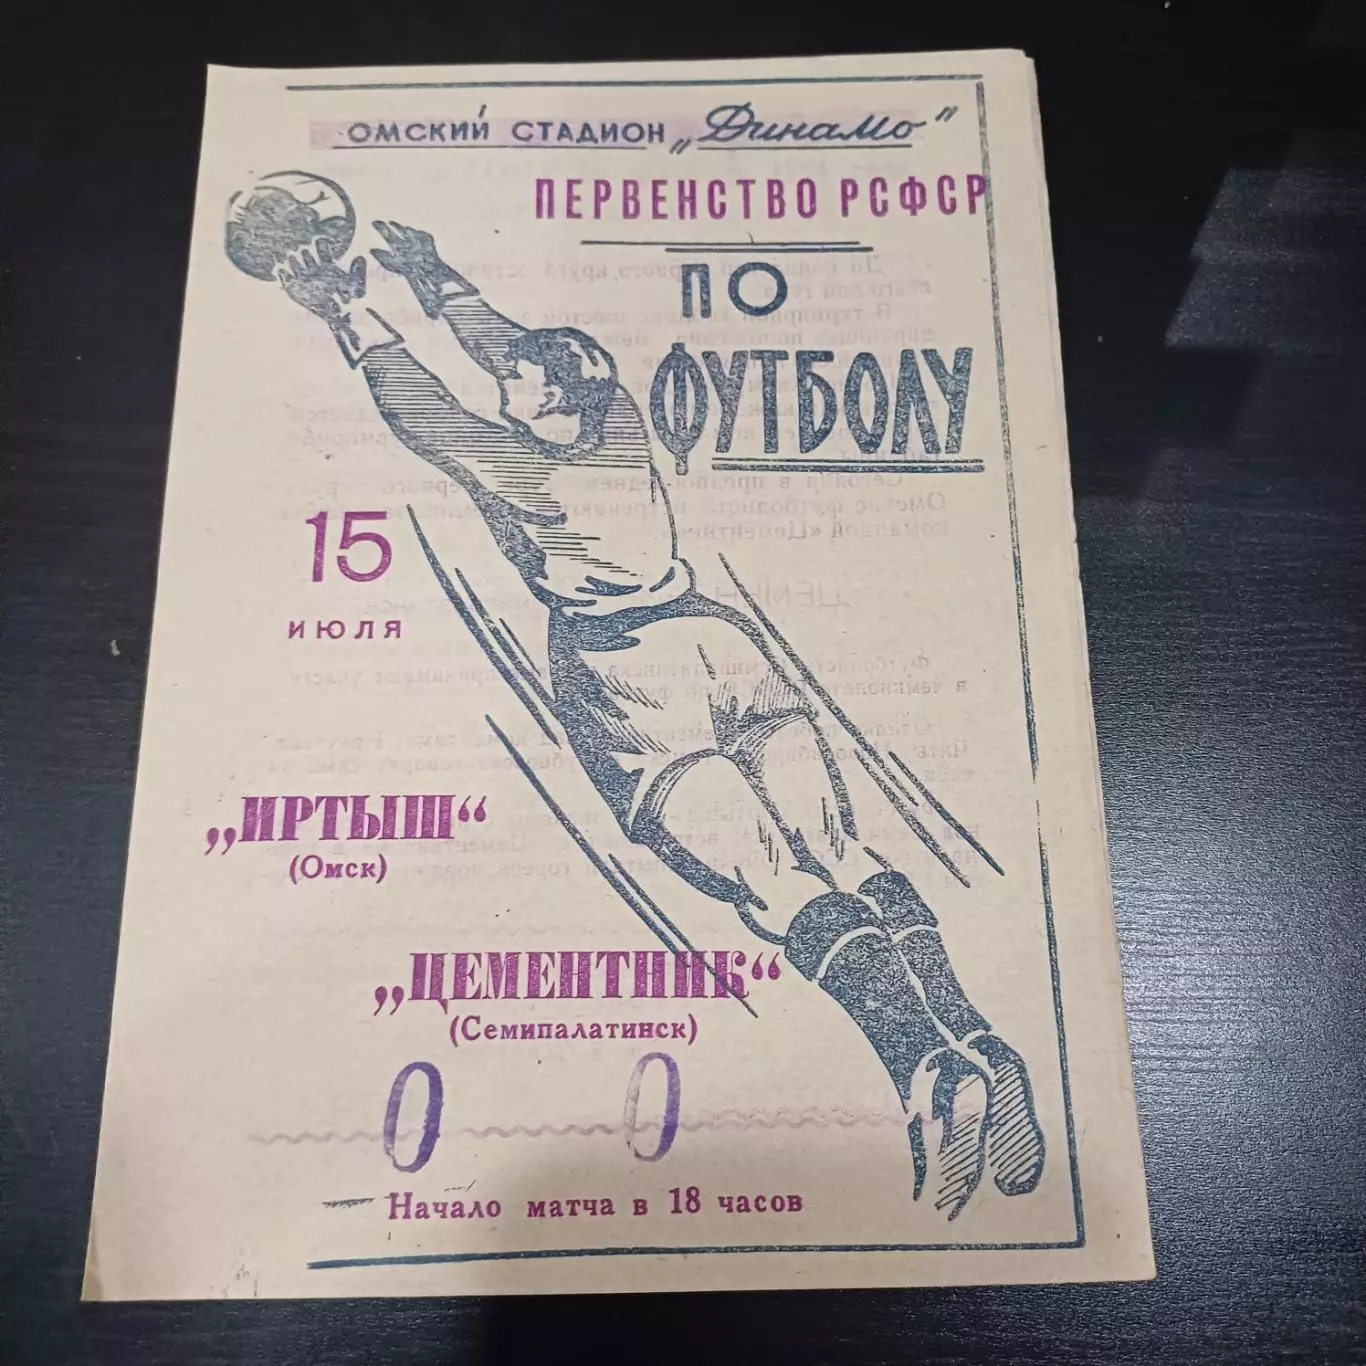 ОМСКИЙ СТАДИОН „Динамо"
ПЕРВЕНСТВО РСФСР
ПО
ФУТБОЛУ
15
ИЮЛЯ
„ИРТЫШ“
(Омск)
„ЦЕМЕНТНИК“
(Семипалатинск)
0 0
Начало матча в 18 часов